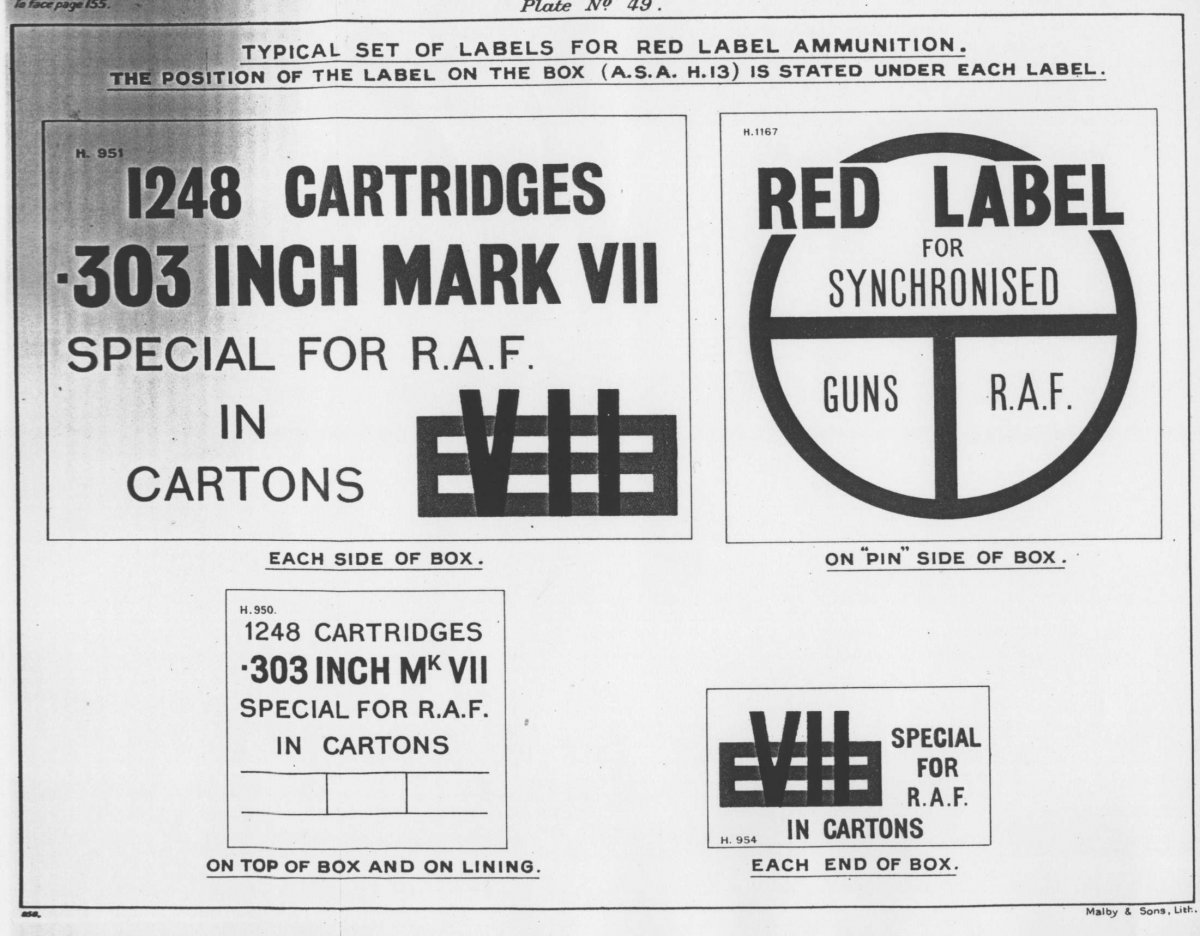 To face page 155.
Plate Nº 49.
TYPICAL SET OF LABELS FOR RED LABEL AMMUNITION.
THE POSITION OF THE LABEL ON THE BOX (A.S.A. H.13) IS STATED UNDER EACH LABEL.
H. 951
1248 CARTRIDGES
·303 INCH MARK VII
SPECIAL FOR R.A.F.
IN
CARTONS
VII
EACH SIDE OF BOX.
H.1167
RED LABEL
FOR
SYNCHRONISED
GUNS R.A.F.
ON "PIN" SIDE OF BOX.
H.950.
1248 CARTRIDGES
·303 INCH Mᴷ VII
SPECIAL FOR R.A.F.
IN CARTONS
ON TOP OF BOX AND ON LINING.
VII
SPECIAL
FOR
R.A.F.
IN CARTONS
H. 954
EACH END OF BOX.
Malby & Sons, Lith.